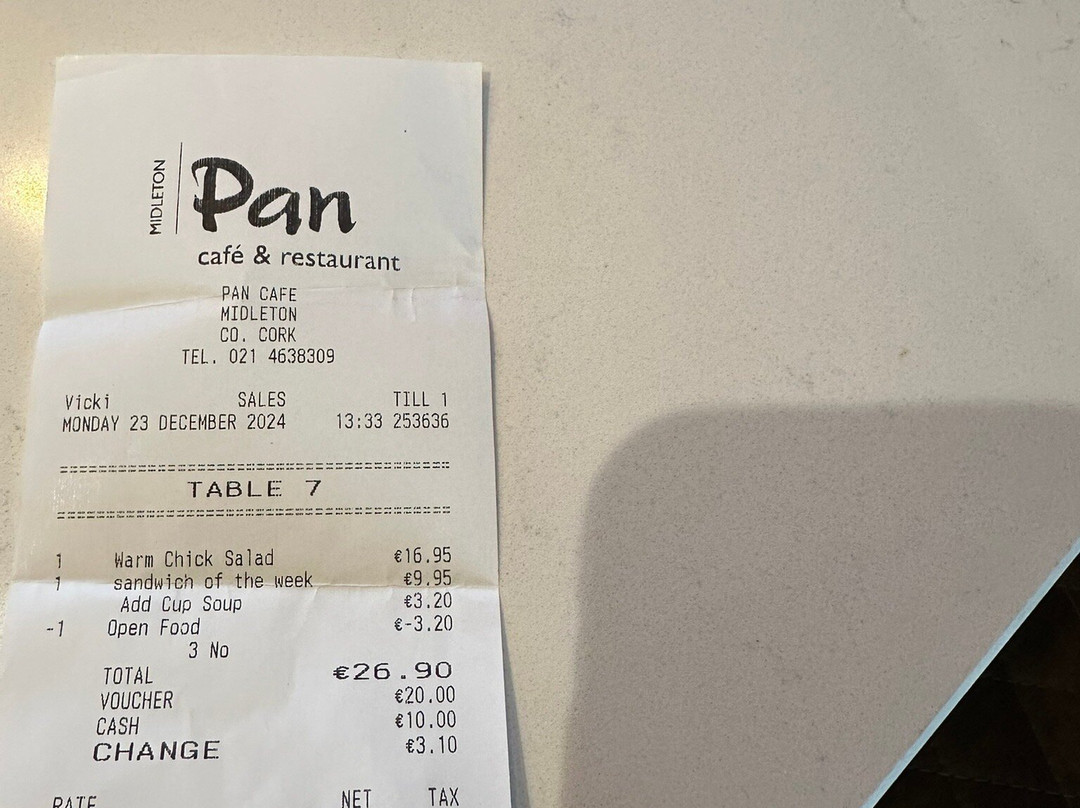 MIDLETON
Pan
café & restaurant
PAN CAFE
MIDLETON
CO. CORK
TEL. 021 4638309
Vicki SALES TILL 1
MONDAY 23 DECEMBER 2024 13:33 253636
TABLE 7
1 Warm Chick Salad €16.95
1 sandwich of the week €9.95
Add Cup Soup €3.20
-1 Open Food €-3.20
3 No
TOTAL €26.90
VOUCHER €20.00
CASH €10.00
CHANGE €3.10
RATE NET TAX